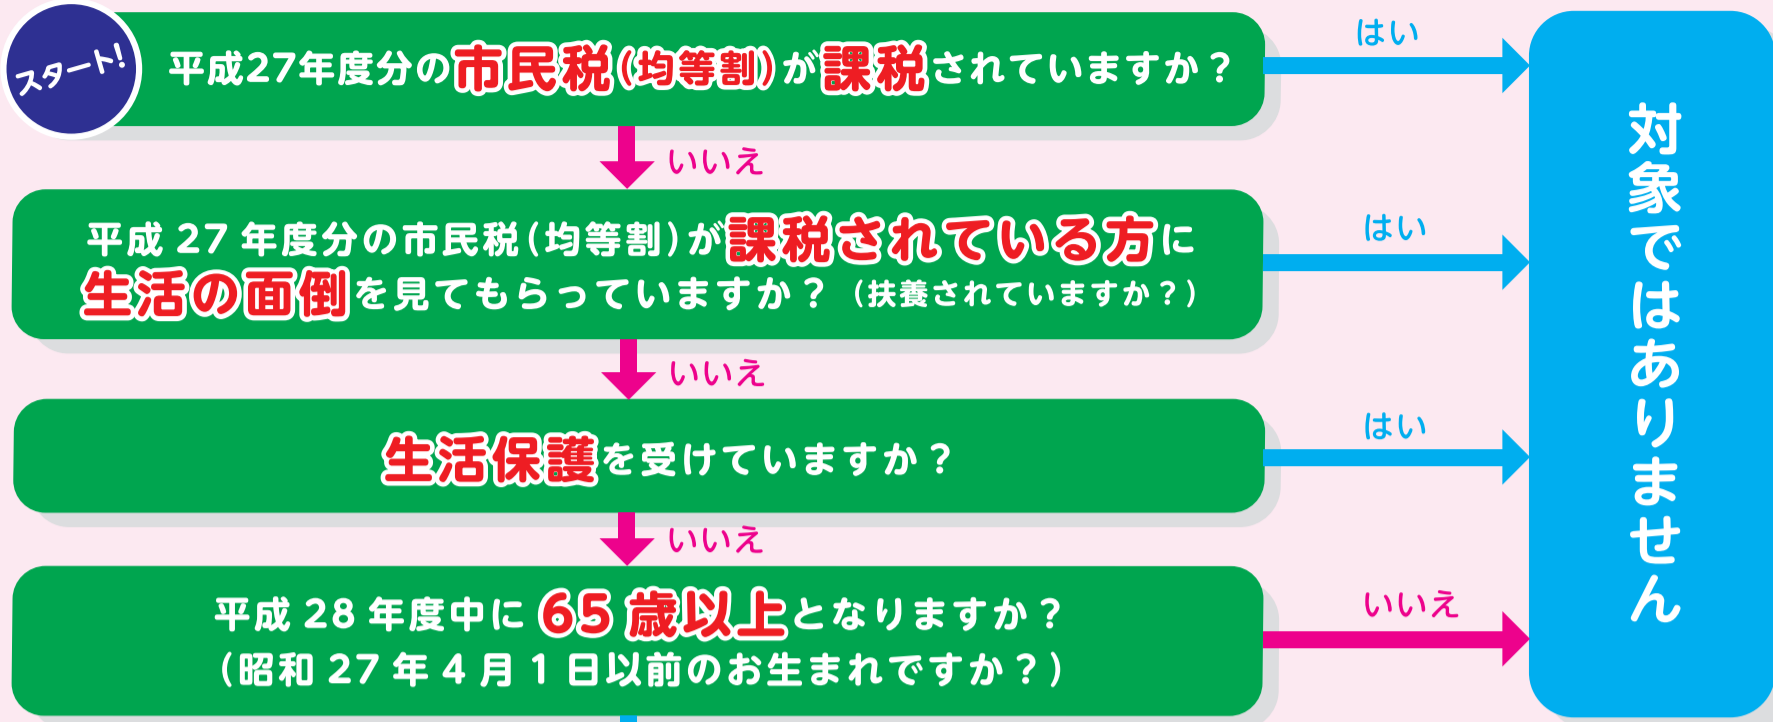 スタート!
平成27年度分の市民税(均等割)が課税されていますか?
はい
いいえ
平成27年度分の市民税(均等割)が課税されている方に
生活の面倒を見てもらっていますか?(扶養されていますか?)
はい
いいえ
生活保護を受けていますか?
はい
いいえ
平成28年度中に65歳以上となりますか?
(昭和27年4月1日以前のお生まれですか?)
いいえ
対象ではありません